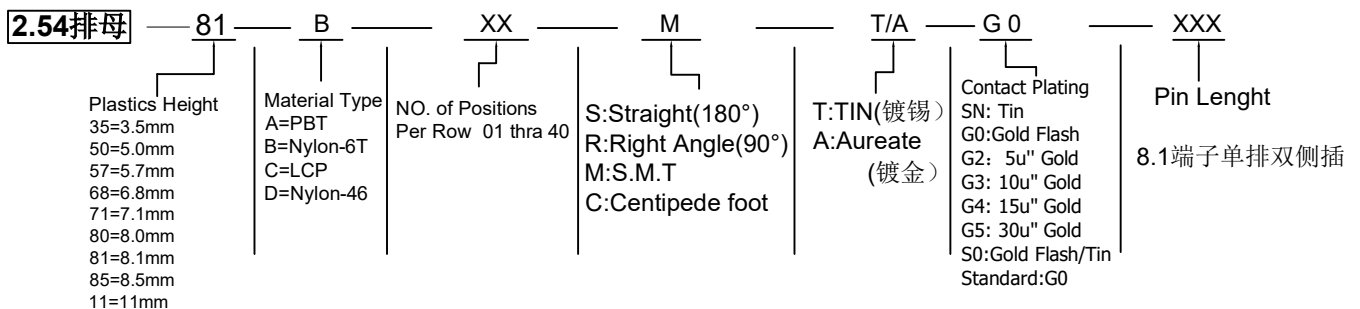 2.54排母 81 B XX M T/A G 0 XXX
Plastics Height
35=3.5mm
50=5.0mm
57=5.7mm
68=6.8mm
71=7.1mm
80=8.0mm
81=8.1mm
85=8.5mm
11=11mm
Material Type
A=PBT
B=Nylon-6T
C=LCP
D=Nylon-46
NO. of Positions
Per Row 01 thra 40
S:Straight(180°)
R:Right Angle(90°)
M:S.M.T
C:Centipede foot
T:TIN(镀锡）
A:Aureate
(镀金）
Contact Plating
SN: Tin
G0:Gold Flash
G2: 5u" Gold
G3: 10u" Gold
G4: 15u" Gold
G5: 30u" Gold
S0:Gold Flash/Tin
Standard:G0
Pin Lenght
8.1端子单排双侧插